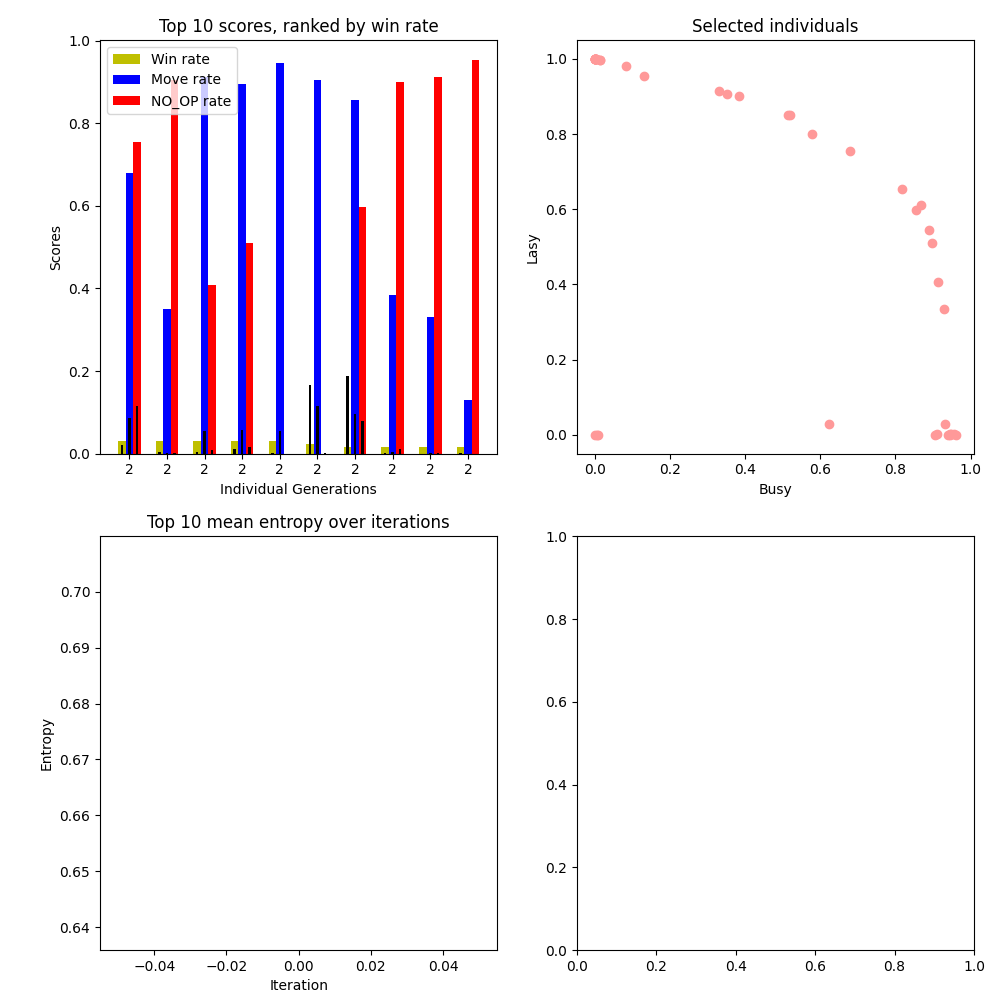 Top 10 scores, ranked by win rate
Win rate
Move rate
NO_OP rate
1.0
0.8
0.6
0.4
0.2
0.0
Scores
2 2 2 2 2 2 2 2 2 2
Individual Generations
Selected individuals
1.0
0.8
0.6
0.4
0.2
0.0
Lasy
0.0 0.2 0.4 0.6 0.8 1.0
Busy
Top 10 mean entropy over iterations
0.70
0.69
0.68
0.67
0.66
0.65
0.64
Entropy
−0.04 −0.02 0.00 0.02 0.04
Iteration
1.0
0.8
0.6
0.4
0.2
0.0
0.0 0.2 0.4 0.6 0.8 1.0